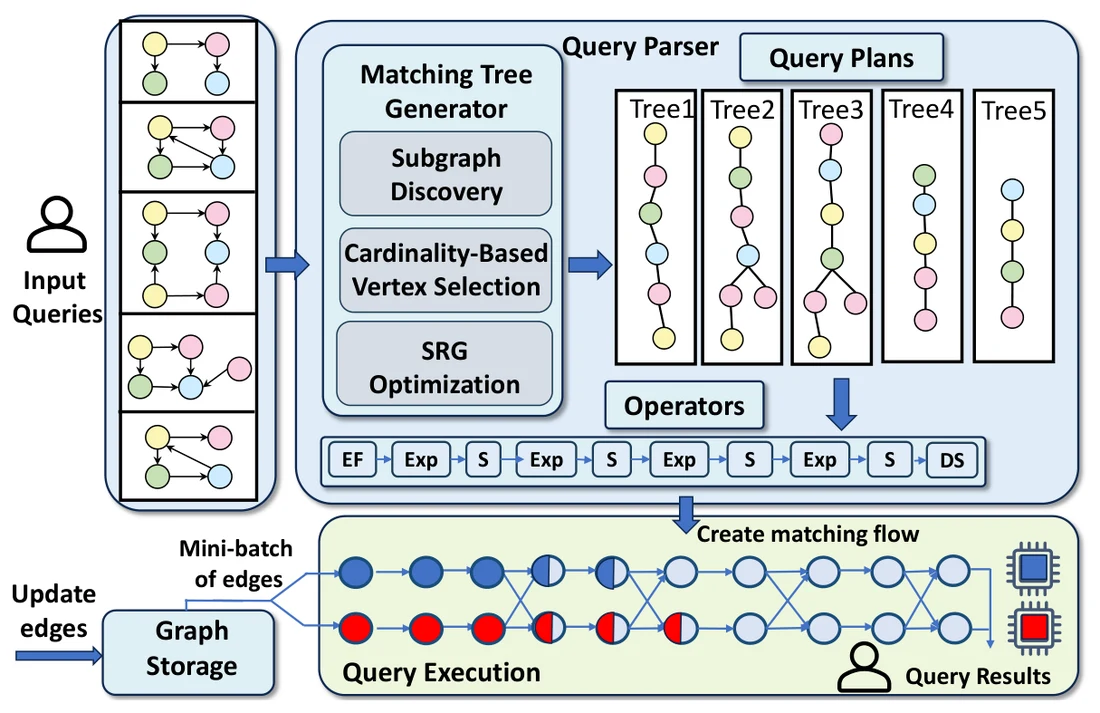 Input
Queries
Query Parser
Matching Tree
Generator
Subgraph
Discovery
Cardinality-Based
Vertex Selection
SRG
Optimization
Query Plans
Tree1
Tree2
Tree3
Tree4
Tree5
Operators
EF
Exp
S
Exp
S
Exp
S
Exp
S
DS
Create matching flow
Mini-batch
of edges
Update
edges
Graph
Storage
Query Execution
Query Results